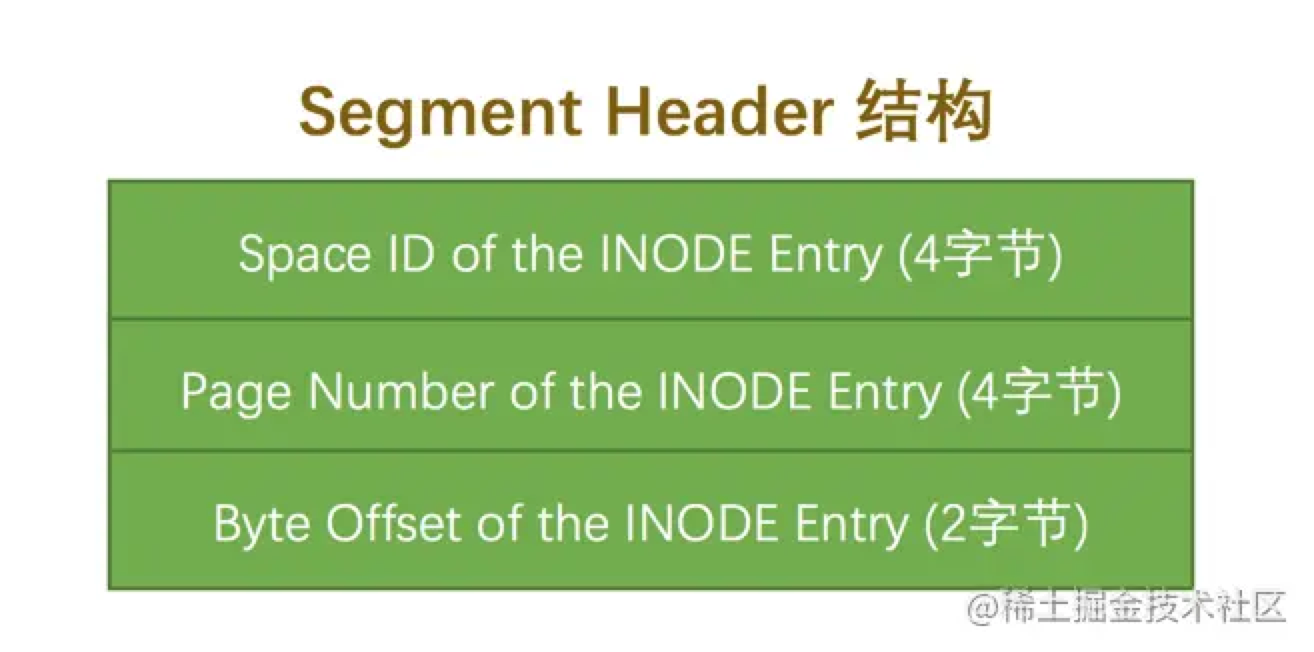 Segment Header 结构
Space ID of the INODE Entry (4字节)
Page Number of the INODE Entry (4字节)
Byte Offset of the INODE Entry (2字节)
@稀土掘金技术社区